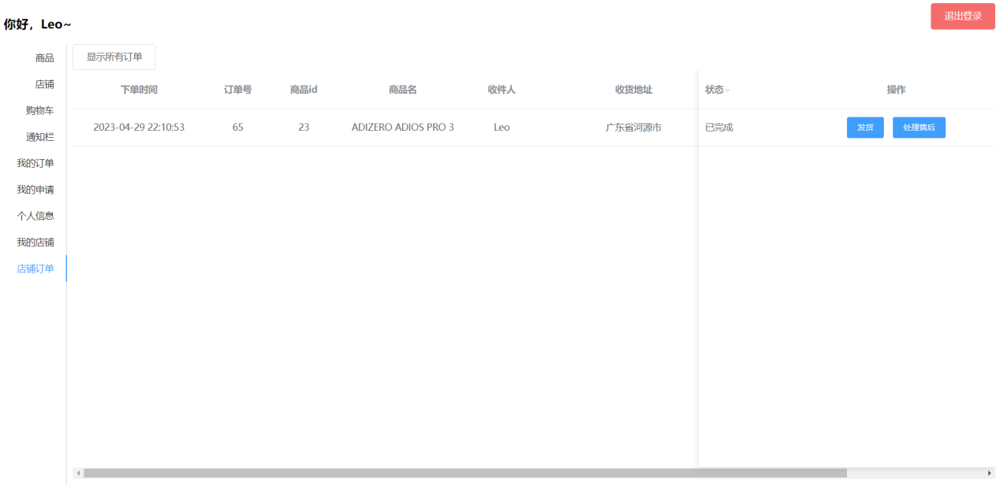 你好，Leo~
退出登录
商品
店铺
购物车
通知栏
我的订单
我的申请
个人信息
我的店铺
店铺订单
显示所有订单
下单时间 订单号 商品id 商品名 收件人 收货地址 状态 操作
2023-04-29 22:10:53 65 23 ADIZERO ADIOS PRO 3 Leo 广东省河源市 已完成 发货 处理售后